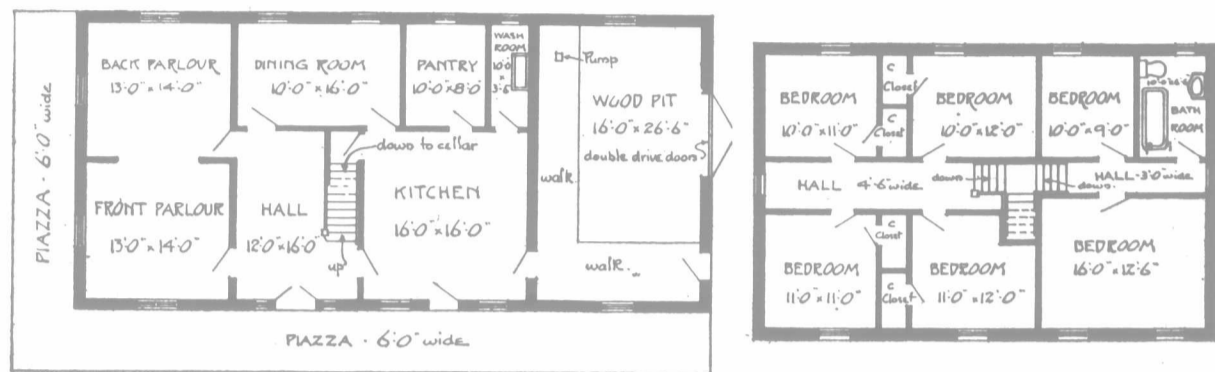 PIAZZA · 6'0" wide
BACK PARLOUR
13'0" x 14'0"
DINING ROOM
10'0" x 16'0"
PANTRY
10'0" x 8'0"
WASH
ROOM
10'0"
x
3'6"
Pump
WOOD PIT
16'0" x 26'6"
double drive doors
walk
down to cellar
FRONT PARLOUR
13'0" x 14'0"
HALL
12'0" x 16'0"
up
KITCHEN
16'0" x 16'0"
walk
PIAZZA · 6'0" wide
BEDROOM
10'0" x 11'0"
C
Closet
C
Closet
BEDROOM
10'0" x 12'0"
BEDROOM
10'0" x 9'0"
BATH
ROOM
HALL 4'6" wide
down
down
HALL - 3'0" wide
BEDROOM
11'0" x 11'0"
C
Closet
C
Closet
BEDROOM
11'0" x 12'0"
BEDROOM
16'0" x 12'6"